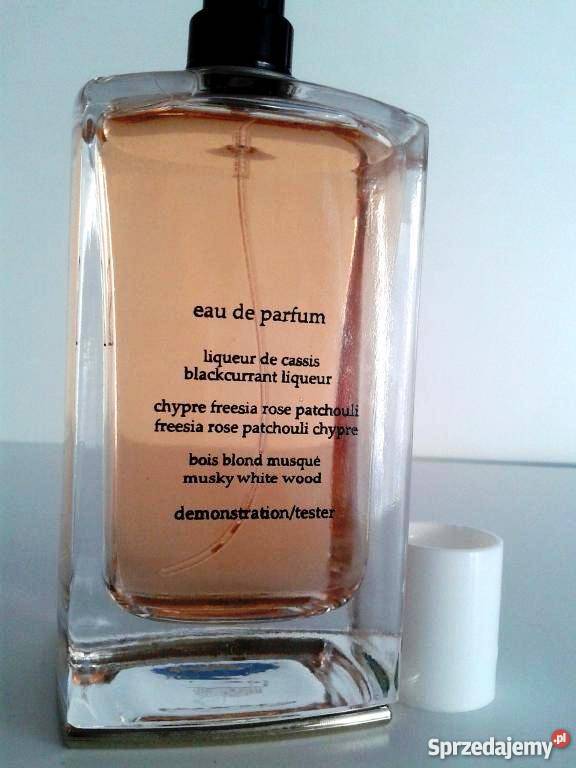 eau de parfum
liqueur de cassis
blackcurrant liqueur
chypre freesia rose patchouli
freesia rose patchouli chypre
bois blond musqué
musky white wood
demonstration/tester
Sprzedajemy.pl